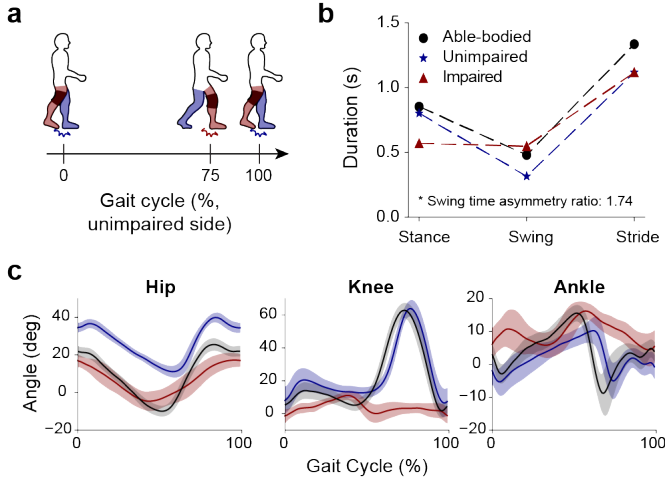 a
0
75
100
Gait cycle (%,
unimpaired side)
b
1.5
1.0
0.5
0.0
Duration (s)
Able-bodied
Unimpaired
Impaired
* Swing time asymmetry ratio: 1.74
Stance
Swing
Stride
c
Hip
Knee
Ankle
Angle (deg)
40
20
0
−20
0
100
60
40
20
0
0
100
20
10
0
−10
−20
0
100
Gait Cycle (%)